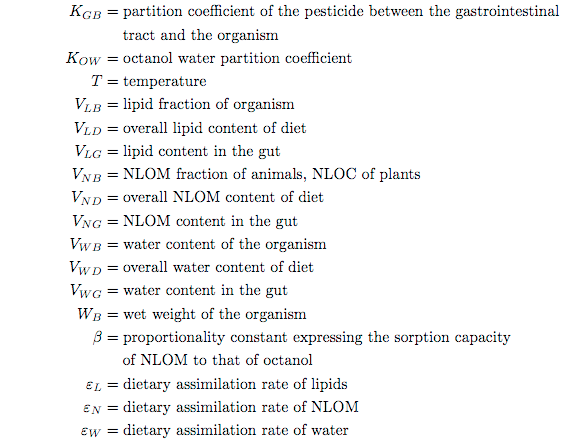 K_{GB} = partition coefficient of the pesticide between the gastrointestinal
tract and the organism
K_{OW} = octanol water partition coefficient
T = temperature
V_{LB} = lipid fraction of organism
V_{LD} = overall lipid content of diet
V_{LG} = lipid content in the gut
V_{NB} = NLOM fraction of animals, NLOC of plants
V_{ND} = overall NLOM content of diet
V_{NG} = NLOM content in the gut
V_{WB} = water content of the organism
V_{WD} = overall water content of diet
V_{WG} = water content in the gut
W_B = wet weight of the organism
β = proportionality constant expressing the sorption capacity
of NLOM to that of octanol
ε_L = dietary assimilation rate of lipids
ε_N = dietary assimilation rate of NLOM
ε_W = dietary assimilation rate of water